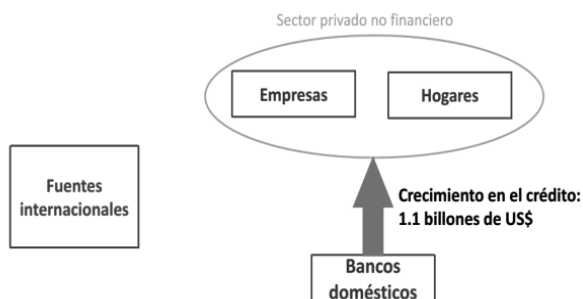 Sector privado no financiero
Empresas
Hogares
Fuentes
internacionales
Crecimiento en el crédito:
1.1 billones de US$
Bancos
domésticos